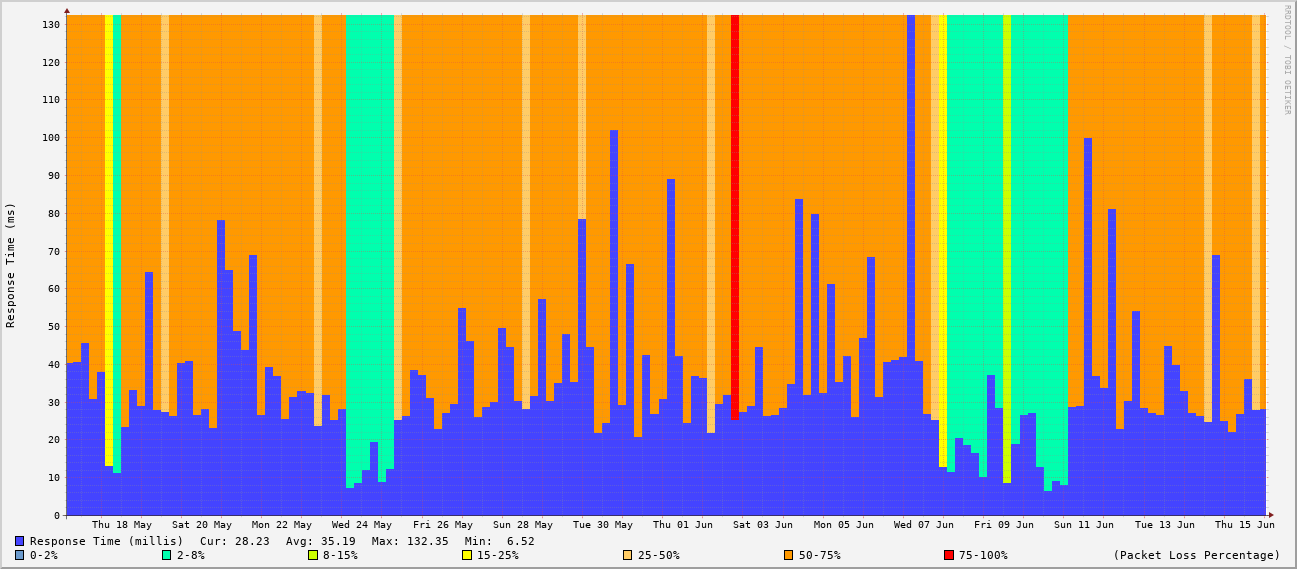 RRDTOOL / TOBI OETIKER
Response Time (ms)
130
120
110
100
90
80
70
60
50
40
30
20
10
0
Thu 18 May Sat 20 May Mon 22 May Wed 24 May Fri 26 May Sun 28 May Tue 30 May Thu 01 Jun Sat 03 Jun Mon 05 Jun Wed 07 Jun Fri 09 Jun Sun 11 Jun Tue 13 Jun Thu 15 Jun
Response Time (millis) Cur: 28.23 Avg: 35.19 Max: 132.35 Min: 6.52
0-2% 2-8% 8-15% 15-25% 25-50% 50-75% 75-100% (Packet Loss Percentage)